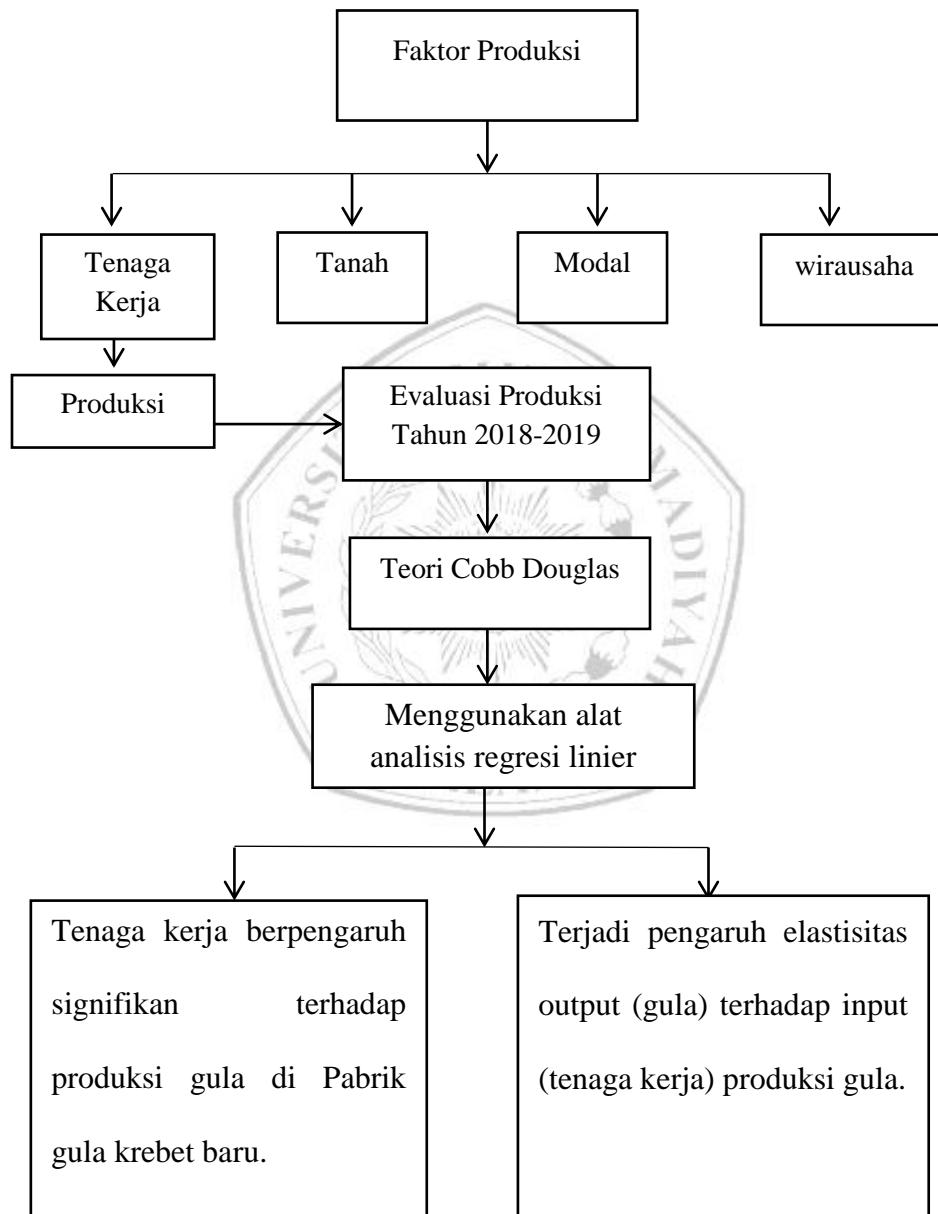 Faktor Produksi
Tenaga
Kerja
Tanah
Modal
wirausaha
Produksi
Evaluasi Produksi
Tahun 2018-2019
Teori Cobb Douglas
Menggunakan alat
analisis regresi linier
Tenaga kerja berpengaruh
signifikan terhadap
produksi gula di Pabrik
gula krebet baru.
Terjadi pengaruh elastisitas
output (gula) terhadap input
(tenaga kerja) produksi gula.